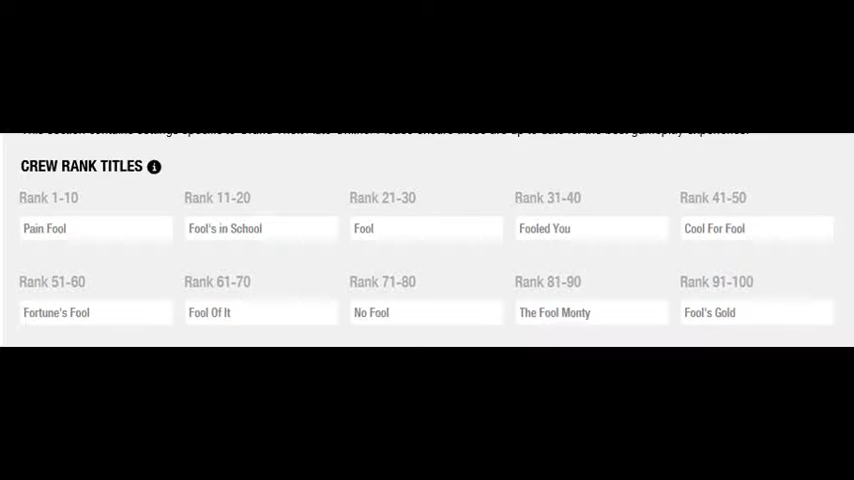 CREW RANK TITLES
Rank 1-10 Rank 11-20 Rank 21-30 Rank 31-40 Rank 41-50
Pain Fool Fool's in School Fool Fooled You Cool For Fool
Rank 51-60 Rank 61-70 Rank 71-80 Rank 81-90 Rank 91-100
Fortune's Fool Fool Of It No Fool The Fool Monty Fool's Gold